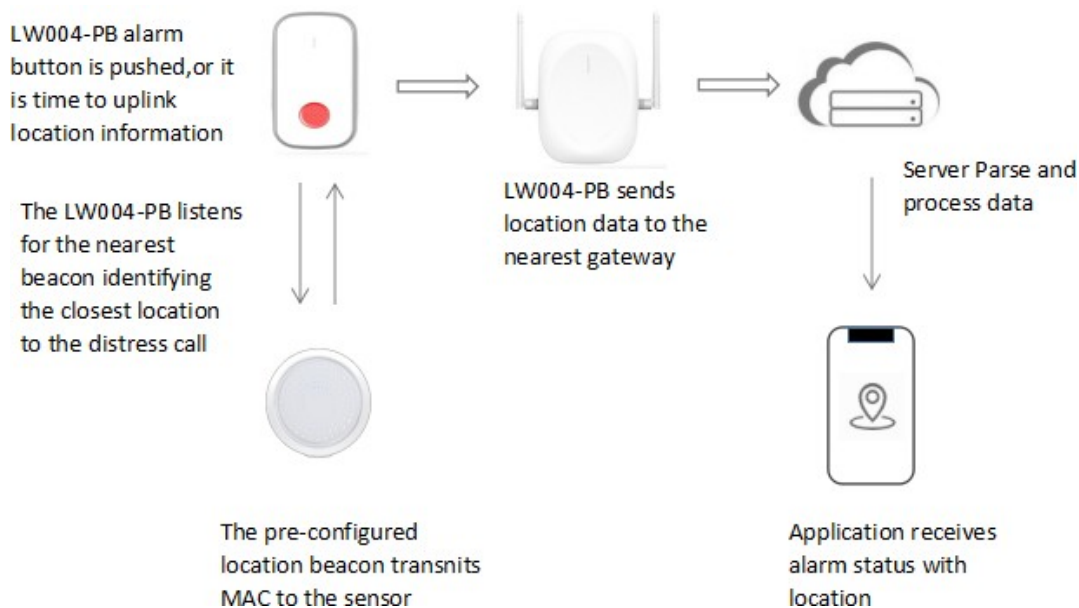 LW004-PB alarm
button is pushed,or it
is time to uplink
location information
The LW004-PB listens
for the nearest
beacon identifying
the closest location
to the distress call
The pre-configured
location beacon transnits
MAC to the sensor
LW004-PB sends
location data to the
nearest gateway
Server Parse and
process data
Application receives
alarm status with
location